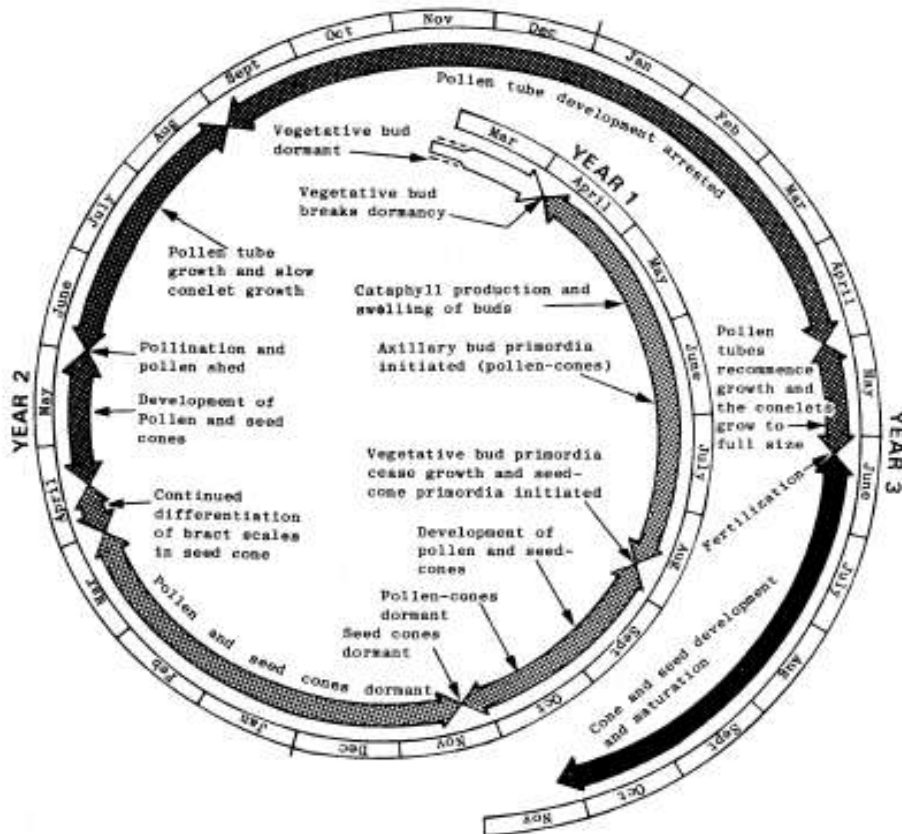 Nov
Dec
Jan
Feb
Mar
April
May
June
July
Aug
Sept
Oct
Nov
YEAR 3
Oct
Sept
Aug
July
June
May
April
Mar
Feb
Jan
Dec
Nov
Oct
Sept
Aug
July
June
May
April
Mar
YEAR 1
YEAR 2
Pollen tube development arrested
Vegetative bud
dormant
Vegetative bud
breaks dormancy
Pollen tube
growth and slow
conelet growth
Cataphyll production and
swelling of buds
Axillary bud primordia
initiated (pollen-cones)
Pollen
tubes
recommence
growth and
the conelets
grow to
full size
Pollination and
pollen shed
Development of
Pollen and seed
cones
Vegetative bud primordia
cease growth and seed-
cone primordia initiated
Continued
differentiation
of bract scales
in seed cone
Development of
pollen and seed-
cones
Fertilization
Pollen-cones
dormant
Seed cones
dormant
Pollen and seed cones dormant
Cone and seed development
and maturation